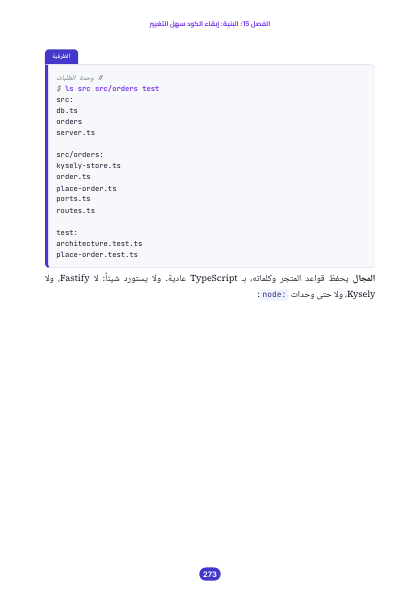 الفصل 15: البنية: إبقاء الكود سهل التغيير
الطرفية
# وحدة الطلبات
$ ls src src/orders test
src:
db.ts
orders
server.ts
src/orders:
kysely-store.ts
order.ts
place-order.ts
ports.ts
routes.ts
test:
architecture.test.ts
place-order.test.ts
المجال يحفظ قواعد المتجر وكلماته، بـ TypeScript عادية. ولا يستورد شيئاً: لا Fastify، ولا
Kysely، ولا حتى وحدات node: :
273